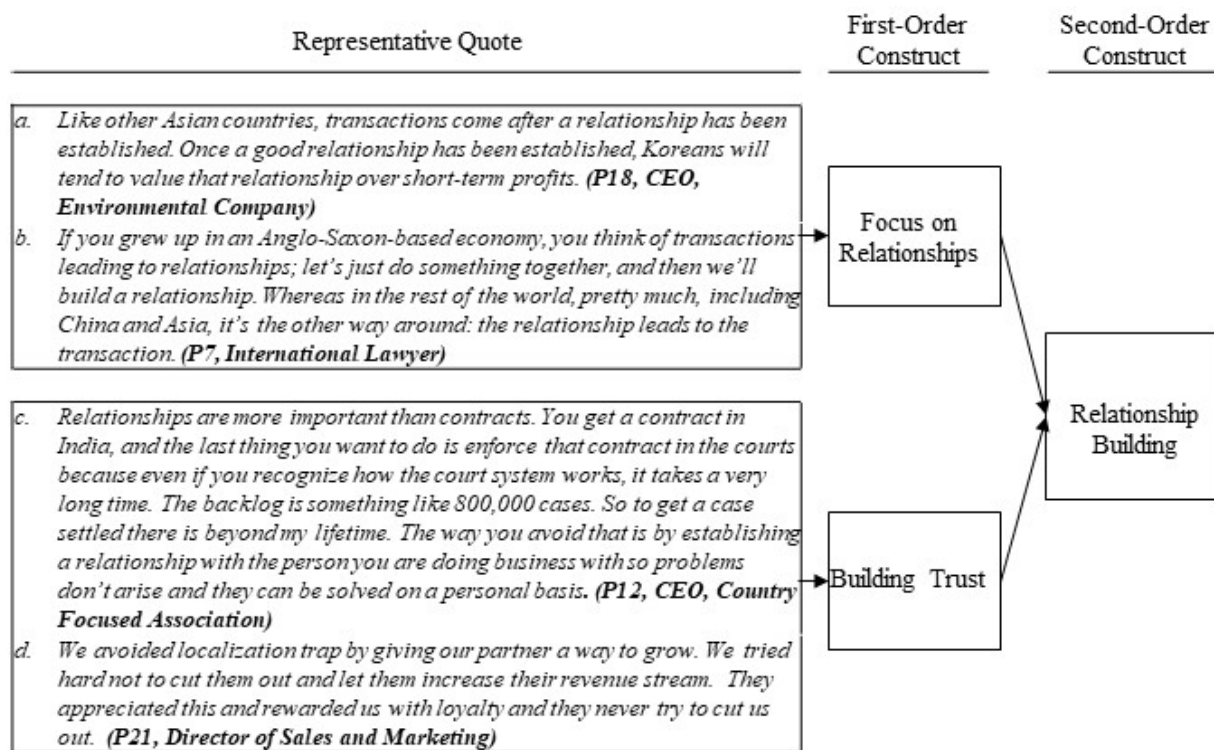 Representative Quote
First-Order
Construct
Second-Order
Construct
a. Like other Asian countries, transactions come after a relationship has been
established. Once a good relationship has been established, Koreans will
tend to value that relationship over short-term profits. (P18, CEO,
Environmental Company)
b. If you grew up in an Anglo-Saxon-based economy, you think of transactions
leading to relationships; let's just do something together, and then we'll
build a relationship. Whereas in the rest of the world, pretty much, including
China and Asia, it's the other way around: the relationship leads to the
transaction. (P7, International Lawyer)
Focus on
Relationships
c. Relationships are more important than contracts. You get a contract in
India, and the last thing you want to do is enforce that contract in the courts
because even if you recognize how the court system works, it takes a very
long time. The backlog is something like 800,000 cases. So to get a case
settled there is beyond my lifetime. The way you avoid that is by establishing
a relationship with the person you are doing business with so problems
don't arise and they can be solved on a personal basis. (P12, CEO, Country
Focused Association)
d. We avoided localization trap by giving our partner a way to grow. We tried
hard not to cut them out and let them increase their revenue stream. They
appreciated this and rewarded us with loyalty and they never try to cut us
out. (P21, Director of Sales and Marketing)
Building Trust
Relationship
Building